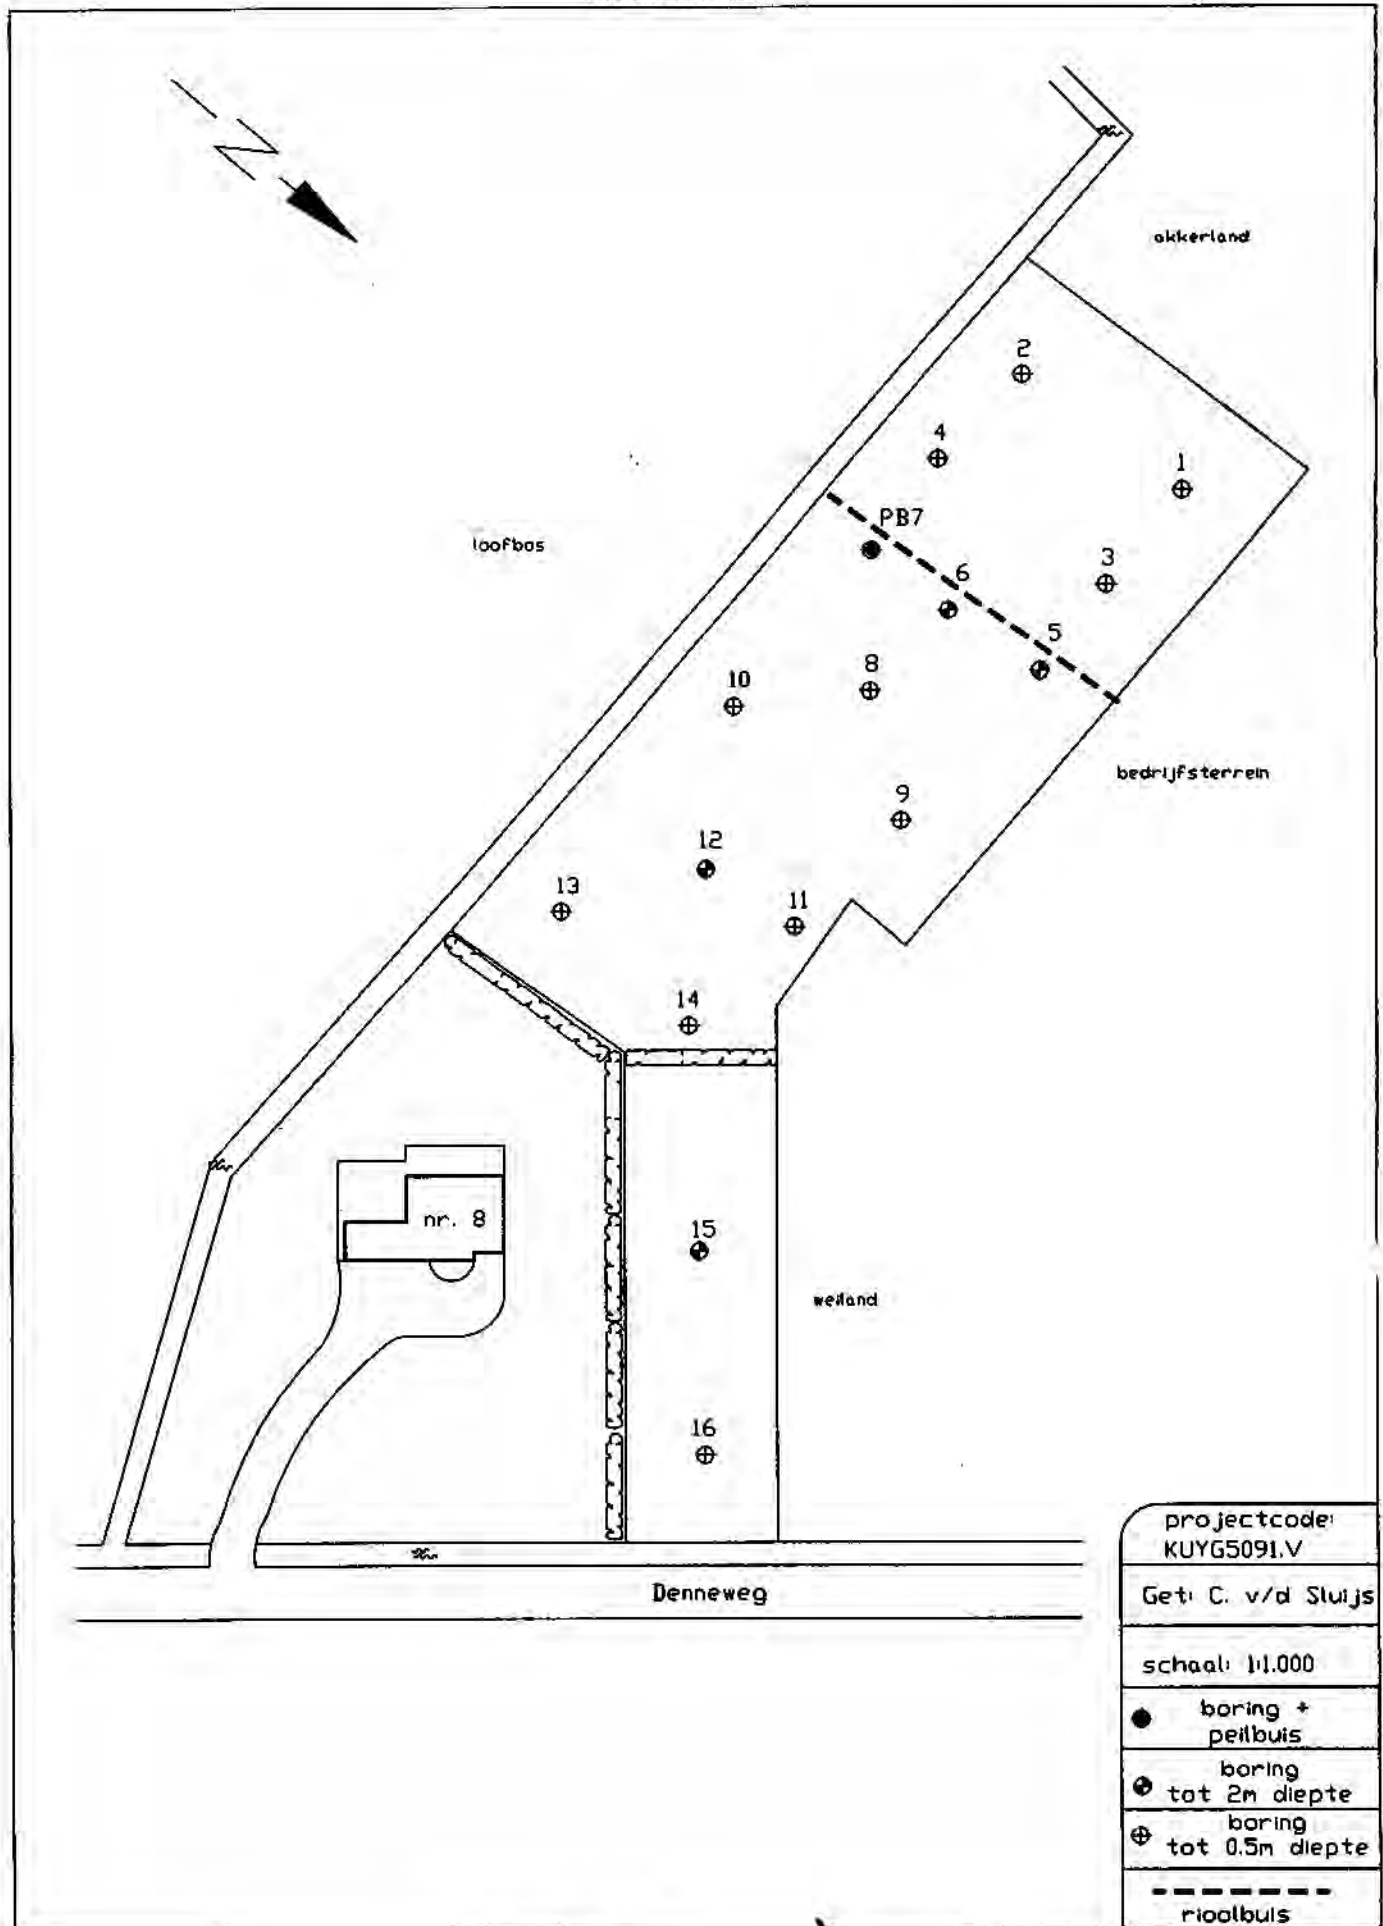 akkerland
2
4
1
PB7
loofbos
3
6
5
8
10
bedrijfsterrein
9
12
13
11
14
nr. 8
15
weiland
16
projectcode:
KUYG5091.V
Denneweg
Get: C. v/d Sluijs
schaal: 1:1.000
boring +
peilbuis
boring
tot 2m diepte
boring
tot 0.5m diepte
rioolbuis